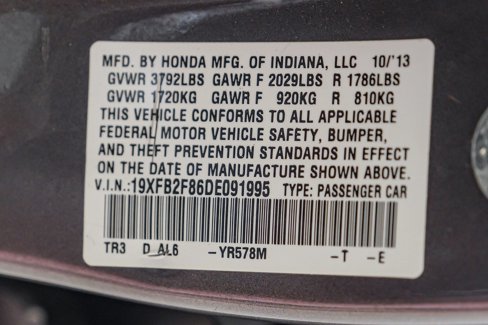 MFD. BY HONDA MFG. OF INDIANA, LLC 10/'13
GVWR 3792LBS GAWR F 2029LBS R 1786LBS
GVWR 1720KG GAWR F 920KG R 810KG
THIS VEHICLE CONFORMS TO ALL APPLICABLE
FEDERAL MOTOR VEHICLE SAFETY, BUMPER,
AND THEFT PREVENTION STANDARDS IN EFFECT
ON THE DATE OF MANUFACTURE SHOWN ABOVE.
V.I.N.:19XFB2F86DE091995 TYPE: PASSENGER CAR
TR3 D AL6 -YR578M -T -E